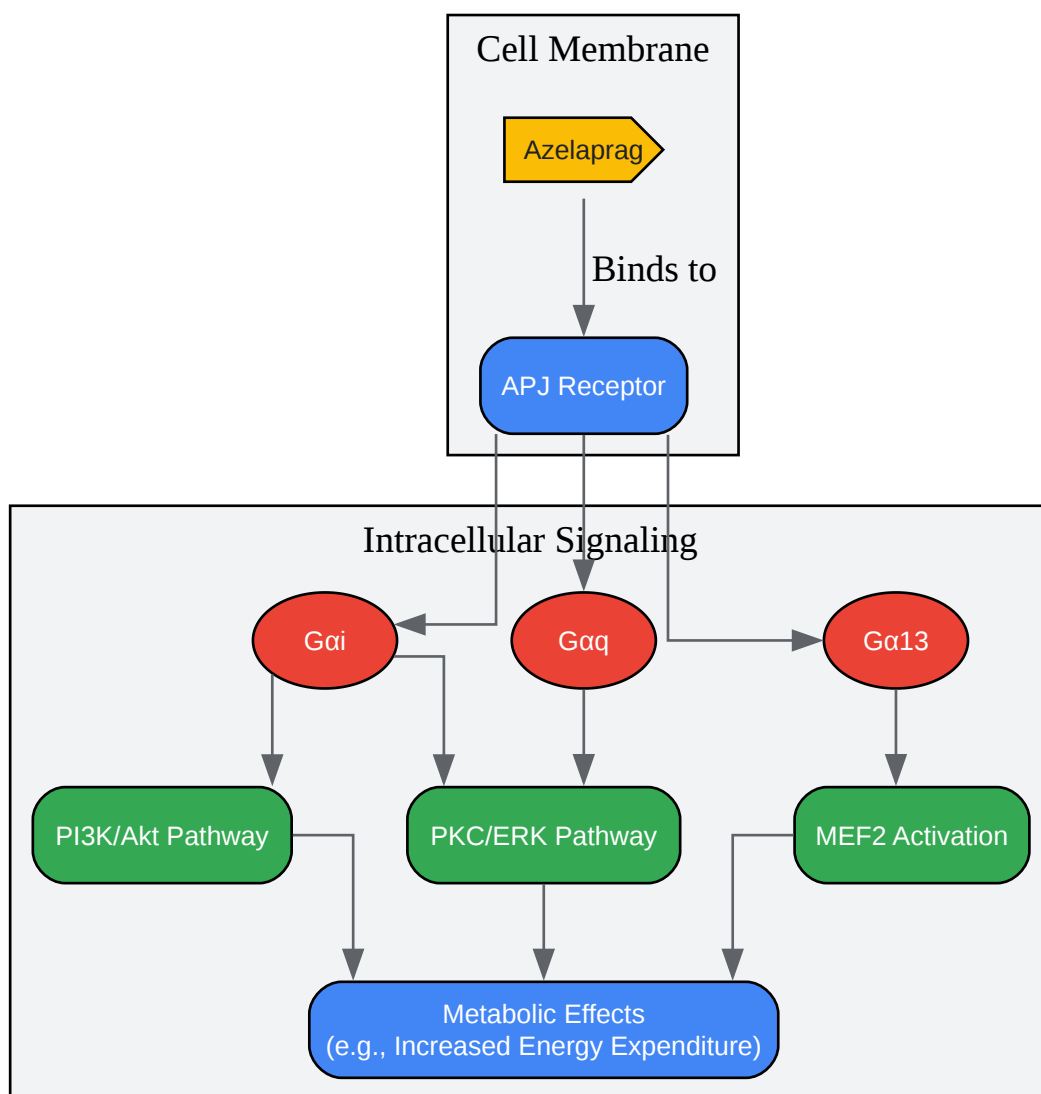 Cell Membrane
Azelaprag
Binds to
APJ Receptor
Intracellular Signaling
Gαi
Gαq
Gα13
PI3K/Akt Pathway
PKC/ERK Pathway
MEF2 Activation
Metabolic Effects
(e.g., Increased Energy Expenditure)